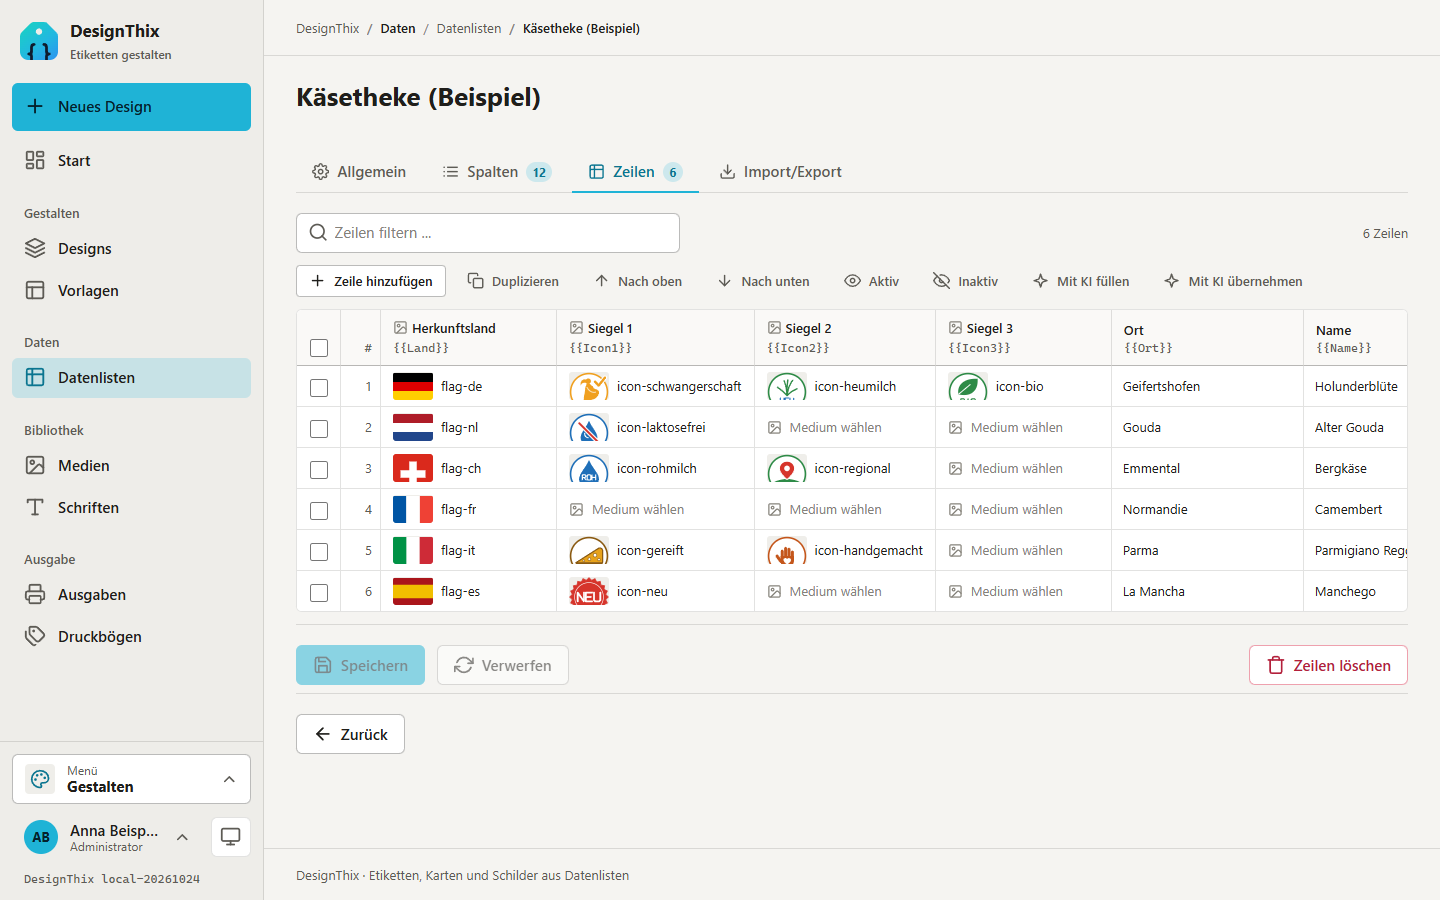 DesignThix
Etiketten gestalten
Neues Design
Start
Gestalten
Designs
Vorlagen
Daten
Datenlisten
Bibliothek
Medien
Schriften
Ausgabe
Ausgaben
Druckbögen
Menü
Gestalten
AB
Anna Beisp...
Administrator
DesignThix local-20261024
DesignThix / Daten / Datenlisten / Käsetheke (Beispiel)
Käsetheke (Beispiel)
Allgemein
Spalten 12
Zeilen 6
Import/Export
Zeilen filtern ...
6 Zeilen
Zeile hinzufügen
Duplizieren
Nach oben
Nach unten
Aktiv
Inaktiv
Mit KI füllen
Mit KI übernehmen
# Herkunftsland {{Land}} Siegel 1 {{Icon1}} Siegel 2 {{Icon2}} Siegel 3 {{Icon3}} Ort {{Ort}} Name {{Name}}
1 flag-de icon-schwangerschaft icon-heumilch icon-bio Geifertshofen Holunderblüte
2 flag-nl icon-laktosefrei Medium wählen Medium wählen Gouda Alter Gouda
3 flag-ch ROH icon-rohmilch icon-regional Medium wählen Emmental Bergkäse
4 flag-fr Medium wählen Medium wählen Medium wählen Normandie Camembert
5 flag-it icon-gereift icon-handgemacht Medium wählen Parma Parmigiano Reg
6 flag-es NEU icon-neu Medium wählen Medium wählen La Mancha Manchego
Speichern
Verwerfen
Zeilen löschen
Zurück
DesignThix · Etiketten, Karten und Schilder aus Datenlisten